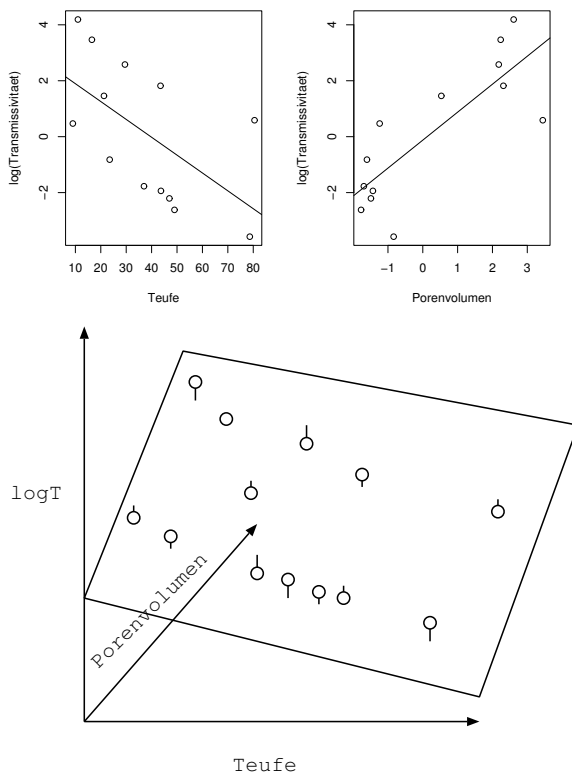 log(Transmissivitaet)
4
2
0
−2
10 20 30 40 50 60 70 80
Teufe
log(Transmissivitaet)
4
2
0
−2
−1 0 1 2 3
Porenvolumen
logT
Porenvolumen
Teufe